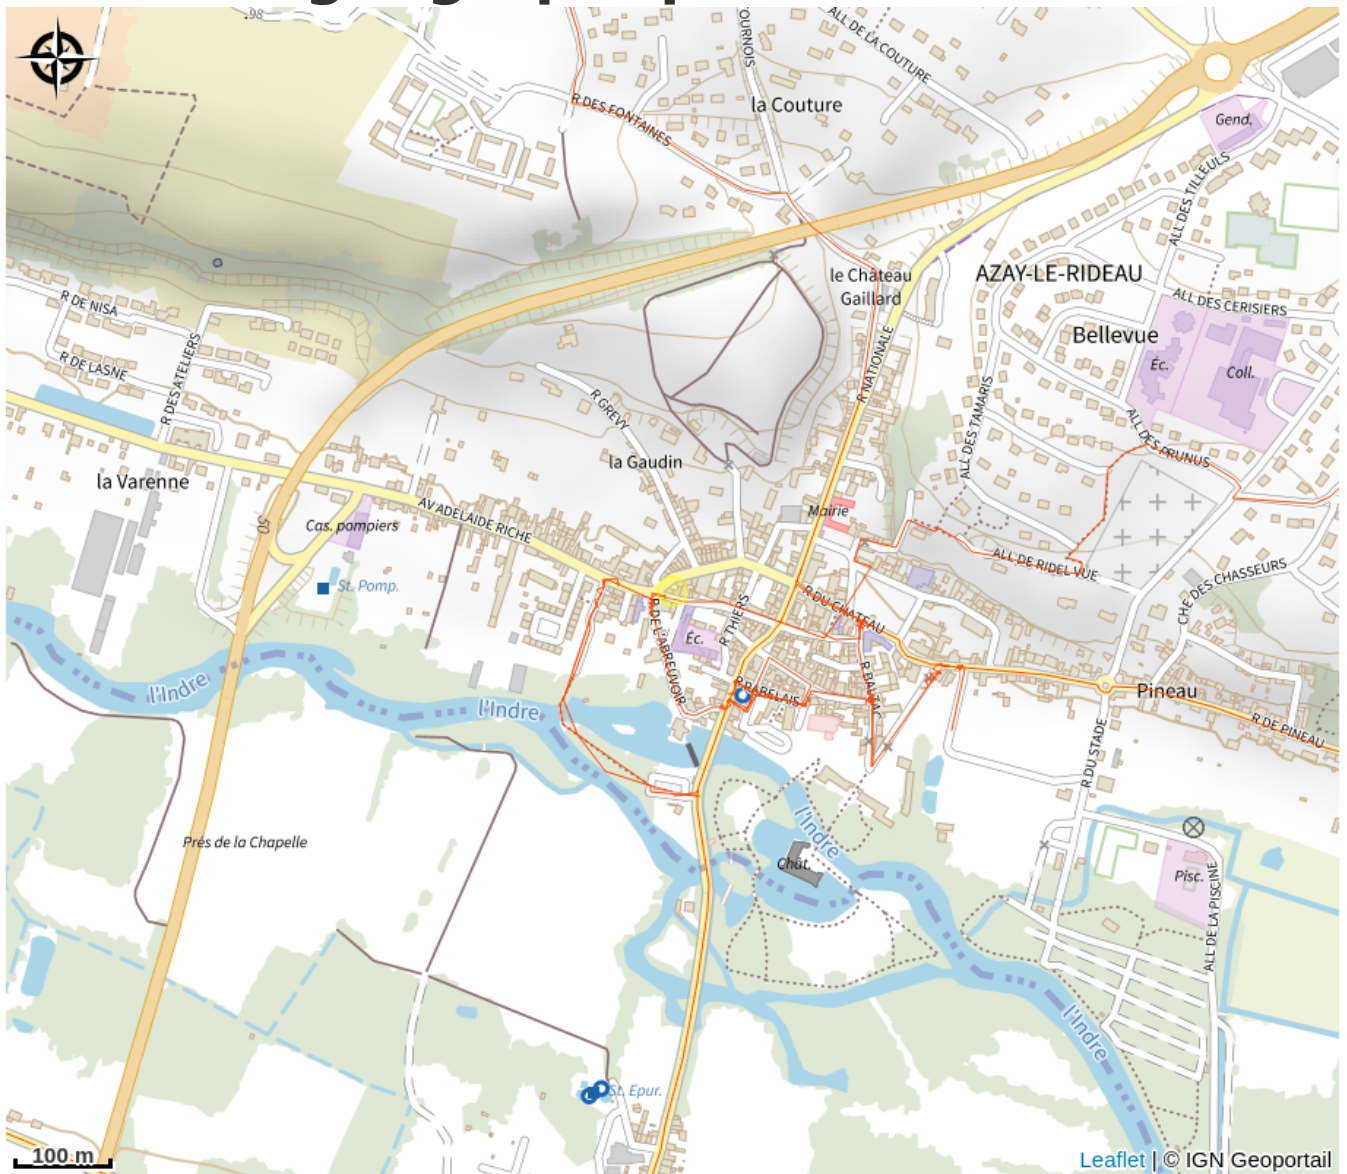 98
ALL DE LA COUTURE
R DES FONTAINES
la Couture
Gend.
ALL DES TILLEULS
le Château
Gaillard
AZAY-LE-RIDEAU
R DE NISA
ALL DES CERISIERS
Bellevue
R DE LASNE
R DES ATELIERS
R NATIONALE
Éc.
Coll.
R GREVY
ALL DES TAMARIS
ALL DES PRUNUS
la Gaudin
la Varenne
AV ADELAIDE RICHE
Mairie
Cas. pompiers
50
ALL DE RIDEL VUE
St. Pomp.
CHE DES CHASSEURS
R DU CHATEAU
R THIERS
R DE L'ABREUVOIR
Éc.
R RABELAIS
R BALZAC
l'Indre
l'Indre
Pineau
R DE PINEAU
R DU STADE
l'Indre
Prés de la Chapelle
Chât.
Pisc.
ALL DE LA PISCINE
l'Indre
St. Epur.
100 m
Leaflet | © IGN Geoportail